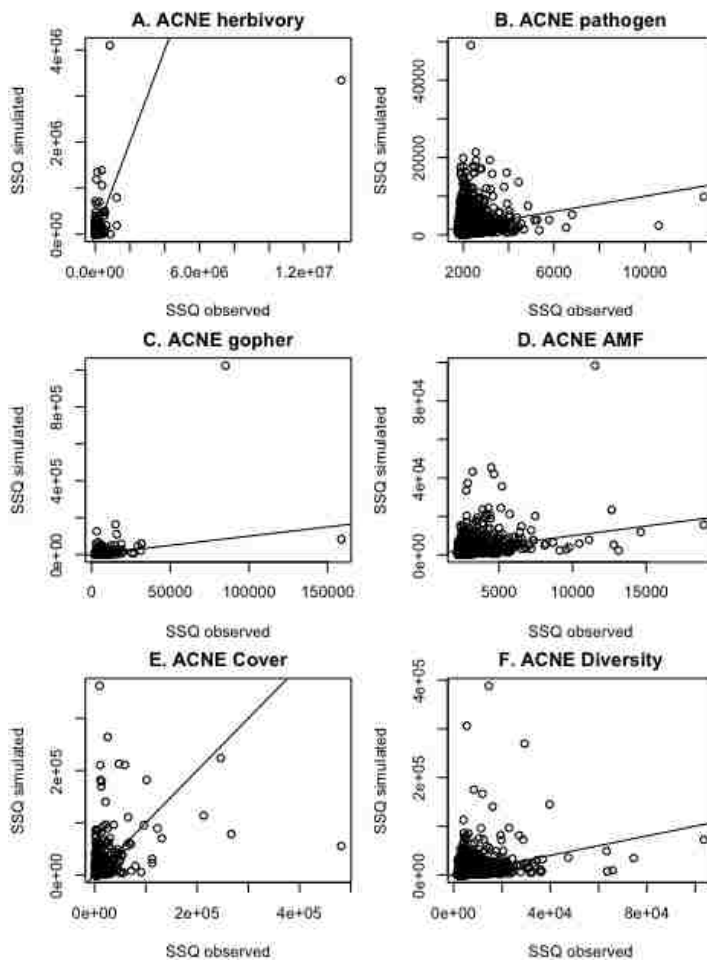 A. ACNE herbivory
B. ACNE pathogen
SSQ simulated
0e+00 2e+06 4e+06
0.0e+00 6.0e+06 1.2e+07
SSQ observed
SSQ simulated
0 20000 40000
2000 6000 10000
SSQ observed
C. ACNE gopher
D. ACNE AMF
SSQ simulated
0e+00 4e+05 8e+05
0 50000 100000 150000
SSQ observed
SSQ simulated
0e+00 4e+04 8e+04
5000 10000 15000
SSQ observed
E. ACNE Cover
F. ACNE Diversity
SSQ simulated
0e+00 2e+05
0e+00 2e+05 4e+05
SSQ observed
SSQ simulated
0e+00 2e+05 4e+05
0e+00 4e+04 8e+04
SSQ observed